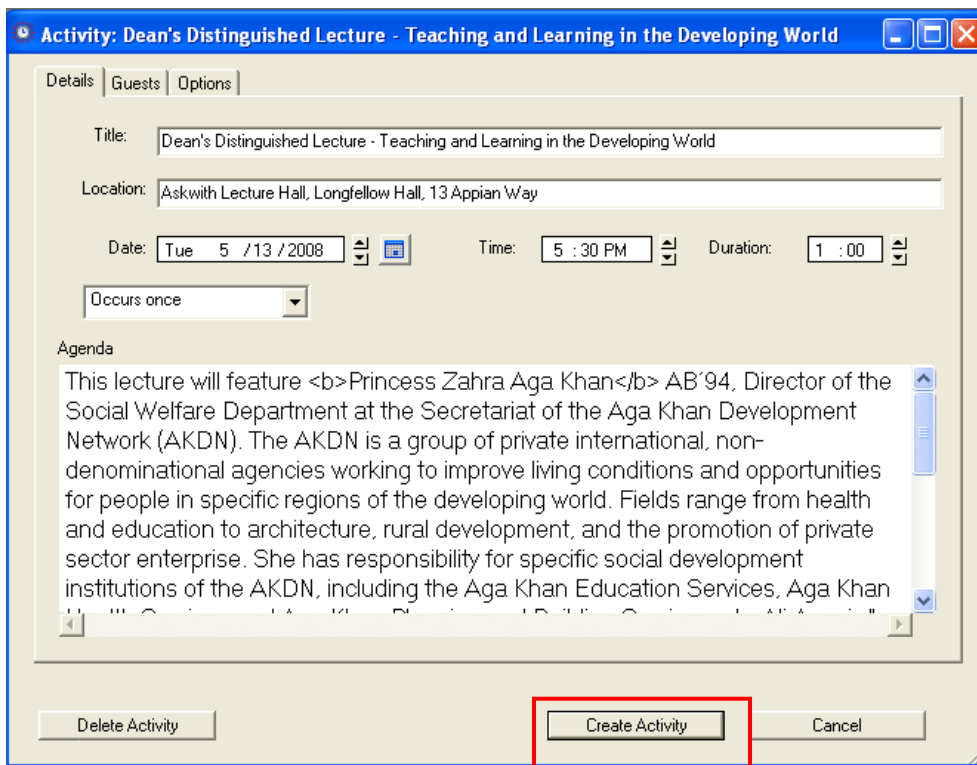 Activity: Dean's Distinguished Lecture - Teaching and Learning in the Developing World
Details Guests Options
Title: Dean's Distinguished Lecture - Teaching and Learning in the Developing World
Location: Askwith Lecture Hall, Longfellow Hall, 13 Appian Way
Date: Tue 5 /13 / 2008 Time: 5 : 30 PM Duration: 1 : 00
Occurs once
Agenda
This lecture will feature <b>Princess Zahra Aga Khan</b> AB´94, Director of the
Social Welfare Department at the Secretariat of the Aga Khan Development
Network (AKDN). The AKDN is a group of private international, non-
denominational agencies working to improve living conditions and opportunities
for people in specific regions of the developing world. Fields range from health
and education to architecture, rural development, and the promotion of private
sector enterprise. She has responsibility for specific social development
institutions of the AKDN, including the Aga Khan Education Services, Aga Khan
Delete Activity Create Activity Cancel